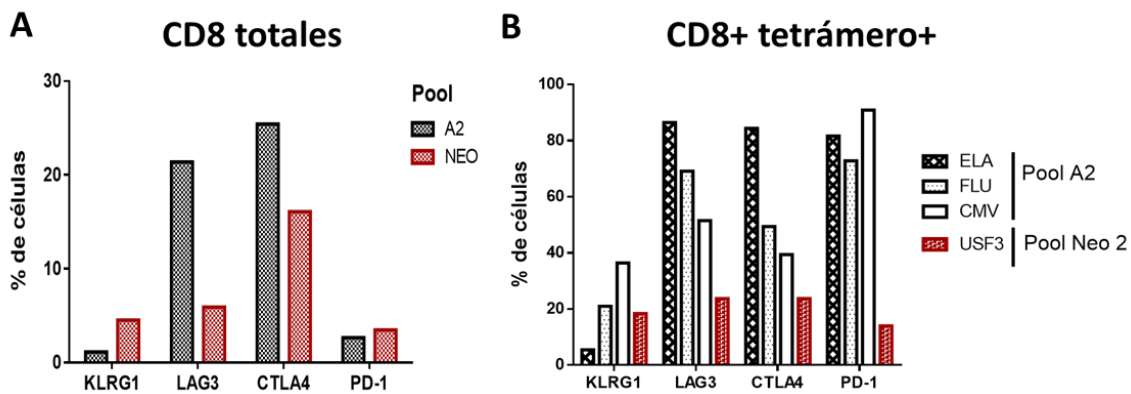 A
CD8 totales
% de células
30
20
10
0
KLRG1
LAG3
CTLA4
PD-1
Pool
A2
NEO
B
CD8+ tetrámero+
% de células
100
80
60
40
20
0
KLRG1
LAG3
CTLA4
PD-1
ELA
FLU
CMV
Pool A2
USF3
Pool Neo 2